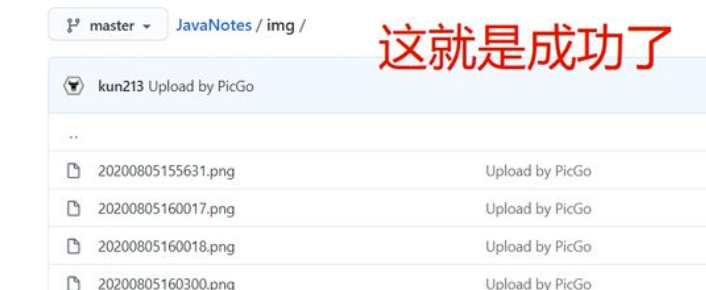 master JavaNotes / img /
这就是成功了
kun213 Upload by PicGo
..
20200805155631.png Upload by PicGo
20200805160017.png Upload by PicGo
20200805160018.png Upload by PicGo
20200805160300.png Upload by PicGo